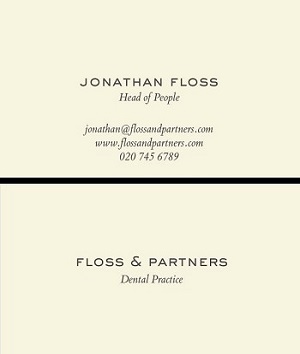 JONATHAN FLOSS
Head of People
jonathan@flossandpartners.com
www.flossandpartners.com
020 745 6789
FLOSS & PARTNERS
Dental Practice